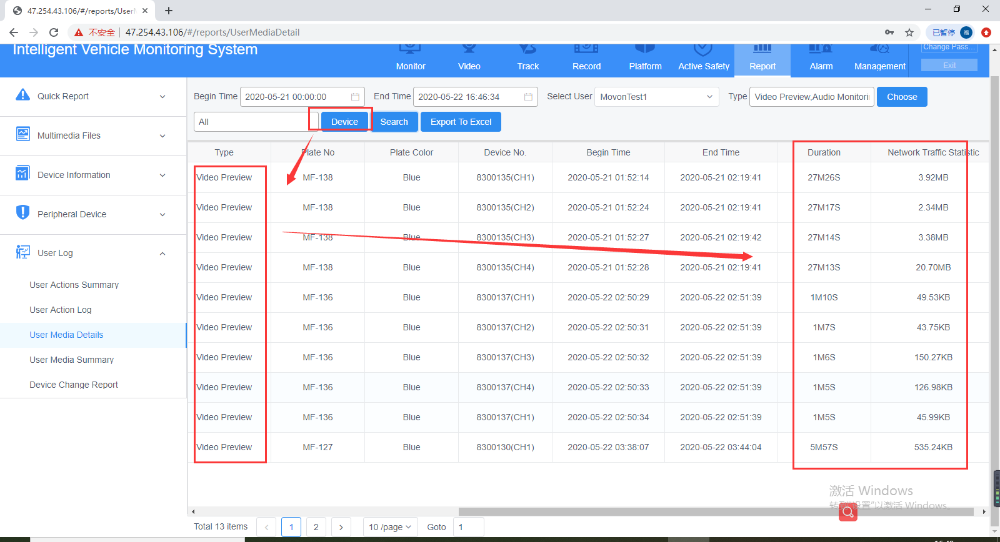 47.254.43.106/#/reports/UserM
不安全 47.254.43.106/#/reports/UserMediaDetail 已暂停 福
Intelligent Vehicle Monitoring System
Monitor Video Track Record Platform Active Safety Report Alarm Management
Change Pass...
Exit
Quick Report
Multimedia Files
Device Information
Peripheral Device
User Log
User Actions Summary
User Action Log
User Media Details
User Media Summary
Device Change Report
Begin Time 2020-05-21 00:00:00 End Time 2020-05-22 16:46:34 Select User MovonTest1 Type Video Preview,Audio Monitorin Choose
All Device Search Export To Excel
Type Plate No Plate Color Device No. Begin Time End Time Duration Network Traffic Statistic
Video Preview MF-138 Blue 8300135(CH1) 2020-05-21 01:52:14 2020-05-21 02:19:41 27M26S 3.92MB
Video Preview MF-138 Blue 8300135(CH2) 2020-05-21 01:52:24 2020-05-21 02:19:41 27M17S 2.34MB
Video Preview MF-138 Blue 8300135(CH3) 2020-05-21 01:52:27 2020-05-21 02:19:42 27M14S 3.38MB
Video Preview MF-138 Blue 8300135(CH4) 2020-05-21 01:52:28 2020-05-21 02:19:41 27M13S 20.70MB
Video Preview MF-136 Blue 8300137(CH1) 2020-05-22 02:50:29 2020-05-22 02:51:39 1M10S 49.53KB
Video Preview MF-136 Blue 8300137(CH2) 2020-05-22 02:50:31 2020-05-22 02:51:39 1M7S 43.75KB
Video Preview MF-136 Blue 8300137(CH3) 2020-05-22 02:50:32 2020-05-22 02:51:39 1M6S 150.27KB
Video Preview MF-136 Blue 8300137(CH4) 2020-05-22 02:50:33 2020-05-22 02:51:39 1M5S 126.98KB
Video Preview MF-136 Blue 8300137(CH1) 2020-05-22 02:50:34 2020-05-22 02:51:39 1M5S 45.99KB
Video Preview MF-127 Blue 8300130(CH1) 2020-05-22 03:38:07 2020-05-22 03:44:04 5M57S 535.24KB
激活 Windows
转到"设置"以激活 Windows。
Total 13 items 1 2 10 /page Goto 1